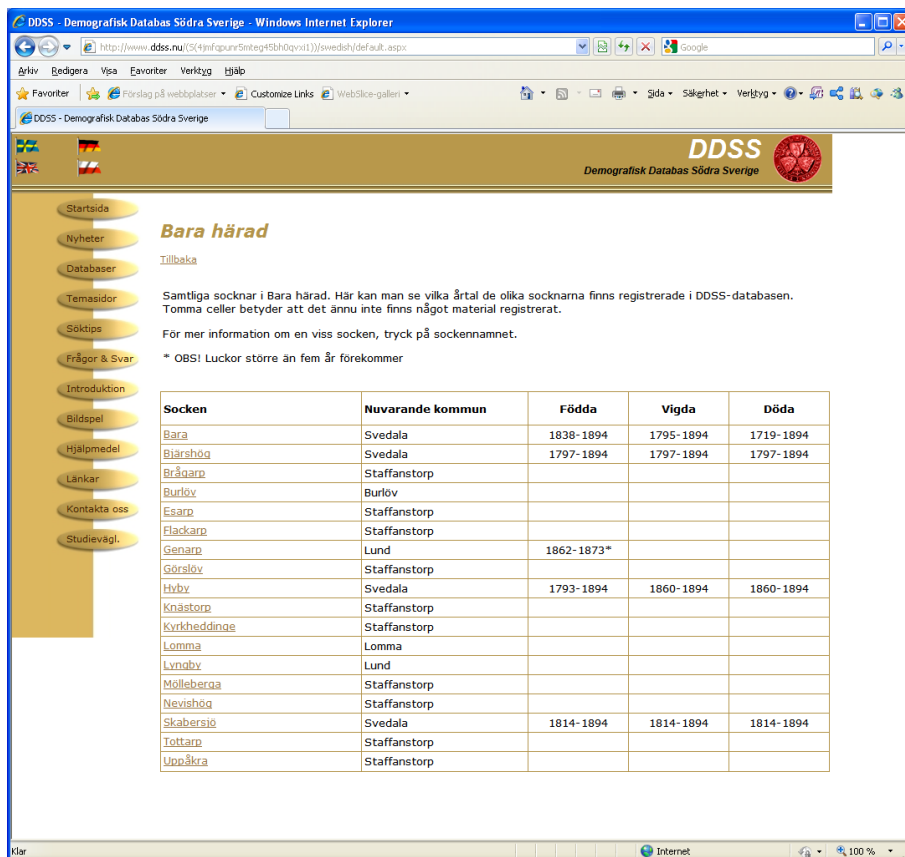 DDSS - Demografisk Databas Södra Sverige - Windows Internet Explorer
http://www.ddss.nu/(S(4jmfqpunr5mteg45bh0qvxi1))/swedish/default.aspx
Google
Arkiv Redigera Visa Favoriter Verktyg Hjälp
Favoriter Förslag på webbplatser Customize Links WebSlice-galleri
Sida Säkerhet Verktyg
DDSS - Demografisk Databas Södra Sverige
DDSS
Demografisk Databas Södra Sverige
Startsida
Nyheter
Databaser
Temasidor
Söktips
Frågor & Svar
Introduktion
Bildspel
Hjälpmedel
Länkar
Kontakta oss
Studievägl.
Bara härad
Tillbaka
Samtliga socknar i Bara härad. Här kan man se vilka årtal de olika socknarna finns registrerade i DDSS-databasen.
Tomma celler betyder att det ännu inte finns något material registrerat.
För mer information om en viss socken, tryck på sockennamnet.
* OBS! Luckor större än fem år förekommer
Socken Nuvarande kommun Födda Vigda Döda
Bara Svedala 1838-1894 1795-1894 1719-1894
Bjärshög Svedala 1797-1894 1797-1894 1797-1894
Brågarp Staffanstorp
Burlöv Burlöv
Esarp Staffanstorp
Flackarp Staffanstorp
Genarp Lund 1862-1873*
Görslöv Staffanstorp
Hyby Svedala 1793-1894 1860-1894 1860-1894
Knästorp Staffanstorp
Kyrkheddinge Staffanstorp
Lomma Lomma
Lyngby Lund
Mölleberga Staffanstorp
Nevishög Staffanstorp
Skabersjö Svedala 1814-1894 1814-1894 1814-1894
Tottarp Staffanstorp
Uppåkra Staffanstorp
Klar Internet 100 %